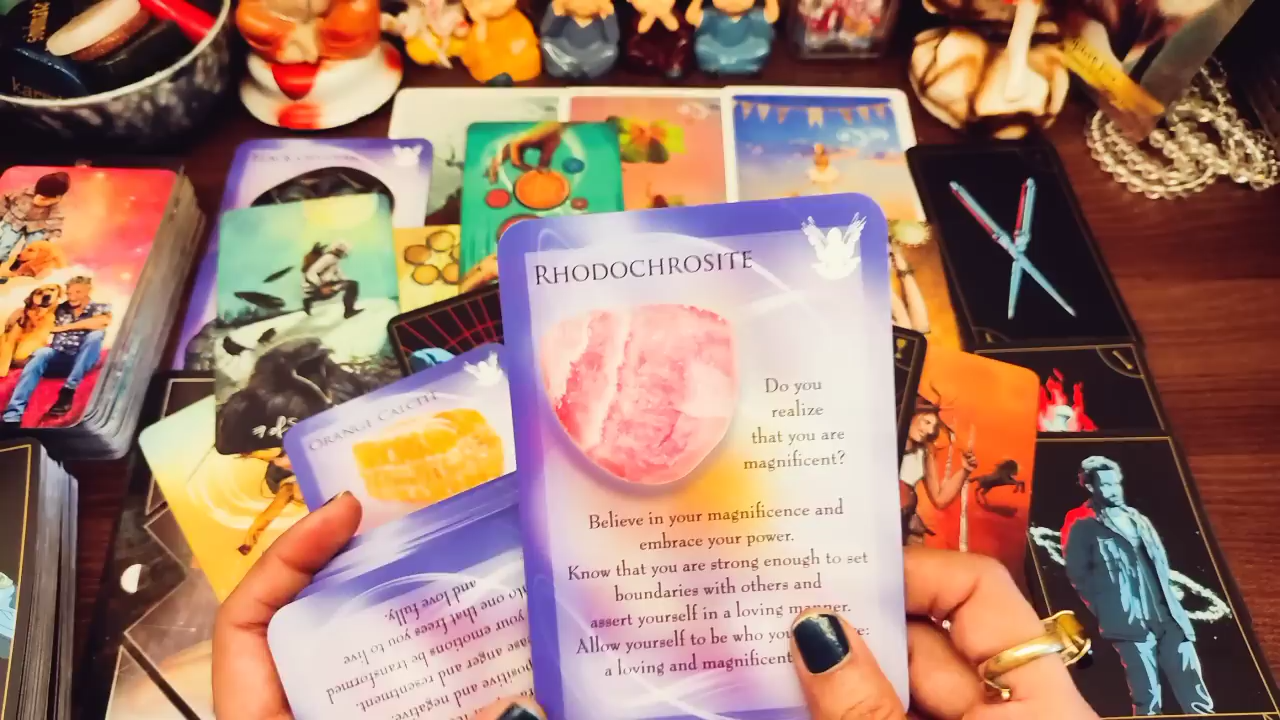 RHODOCHROSITE
Do you
realize
that you are
magnificent?
Believe in your magnificence and
embrace your power.
Know that you are strong enough to set
boundaries with others and
assert yourself in a loving manner.
Allow yourself to be who you
a loving and magnificent
ORANGE CALCITE
and love fully.
to one that frees you to live
your emotions be transformed
anger and resentment.
positive and negative.